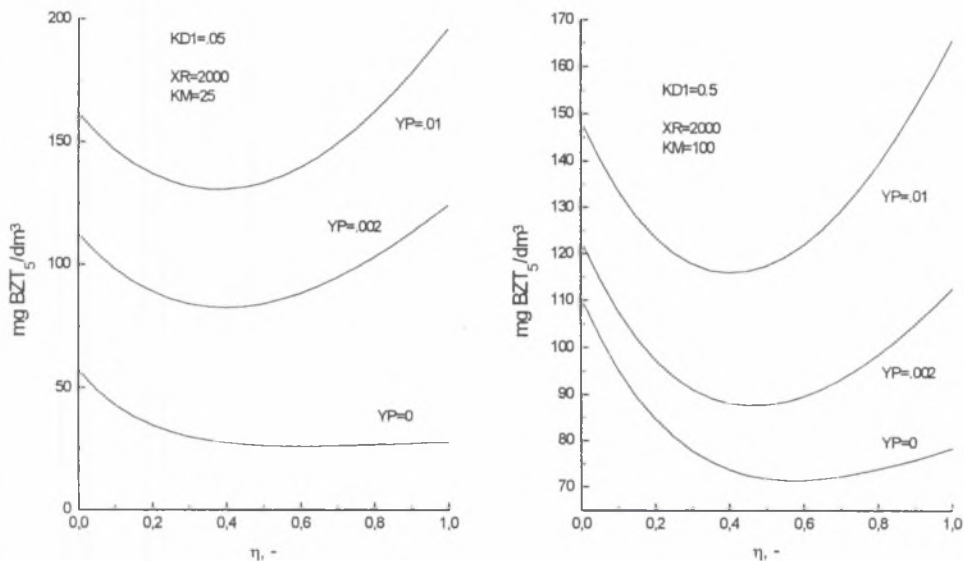 200
150
100
50
0
mg BZT5/dm³
KD1=.05
XR=2000
KM=25
YP=.01
YP=.002
YP=0
0,0 0,2 0,4 0,6 0,8 1,0
η, -
170
160
150
140
130
120
110
100
90
80
70
mg BZT5/dm³
KD1=0.5
XR=2000
KM=100
YP=.01
YP=.002
YP=0
0,0 0,2 0,4 0,6 0,8 1,0
η, -